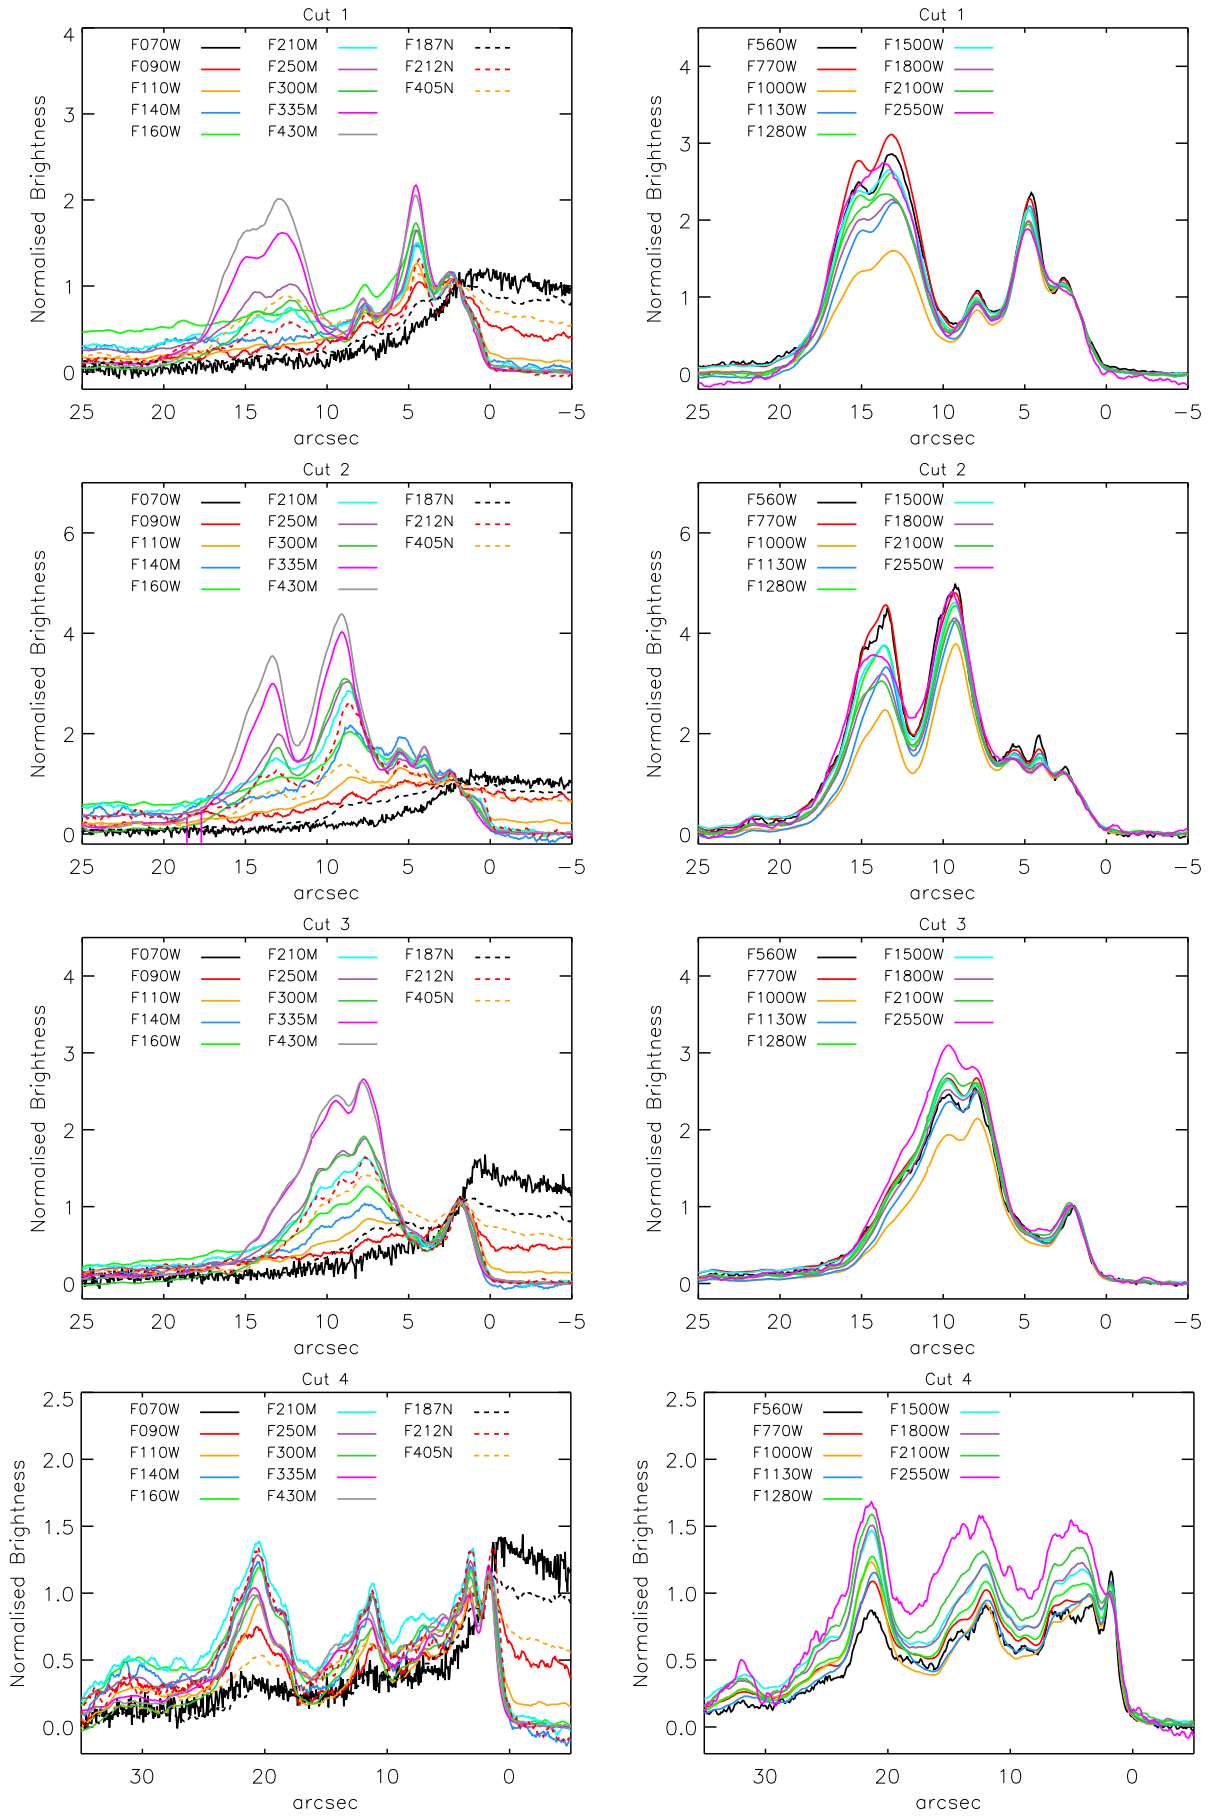 Cut 1
F070W F210M F187N
F090W F250M F212N
F110W F300M F405N
F140M F335M
F160W F430M
Normalised Brightness
4
3
2
1
0
25 20 15 10 5 0 −5
arcsec
Cut 1
F560W F1500W
F770W F1800W
F1000W F2100W
F1130W F2550W
F1280W
Normalised Brightness
4
3
2
1
0
25 20 15 10 5 0 −5
arcsec
Cut 2
F070W F210M F187N
F090W F250M F212N
F110W F300M F405N
F140M F335M
F160W F430M
Normalised Brightness
6
4
2
0
25 20 15 10 5 0 −5
arcsec
Cut 2
F560W F1500W
F770W F1800W
F1000W F2100W
F1130W F2550W
F1280W
Normalised Brightness
6
4
2
0
25 20 15 10 5 0 −5
arcsec
Cut 3
F070W F210M F187N
F090W F250M F212N
F110W F300M F405N
F140M F335M
F160W F430M
Normalised Brightness
4
3
2
1
0
25 20 15 10 5 0 −5
arcsec
Cut 3
F560W F1500W
F770W F1800W
F1000W F2100W
F1130W F2550W
F1280W
Normalised Brightness
4
3
2
1
0
25 20 15 10 5 0 −5
arcsec
Cut 4
F070W F210M F187N
F090W F250M F212N
F110W F300M F405N
F140M F335M
F160W F430M
Normalised Brightness
2.5
2.0
1.5
1.0
0.5
0.0
30 20 10 0
arcsec
Cut 4
F560W F1500W
F770W F1800W
F1000W F2100W
F1130W F2550W
F1280W
Normalised Brightness
2.5
2.0
1.5
1.0
0.5
0.0
30 20 10 0
arcsec